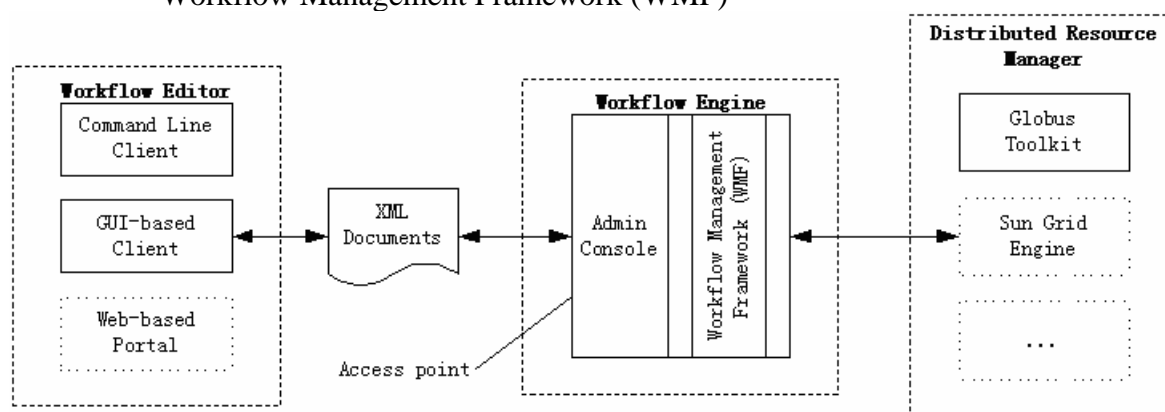 Workflow Management Framework (WMF)
Workflow Editor
Command Line
Client
GUI-based
Client
Web-based
Portal
XML
Documents
Access point
Workflow Engine
Admin
Console
Workflow Management
Framework (WMF)
Distributed Resource
Manager
Globus
Toolkit
Sun Grid
Engine
...